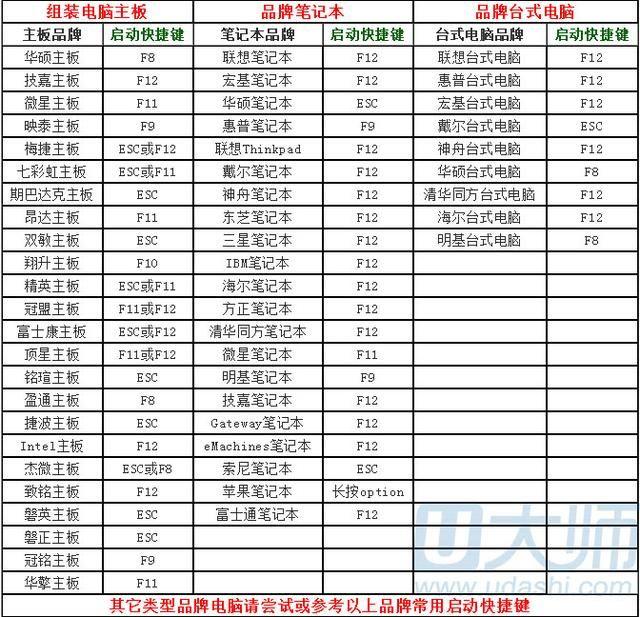 组装电脑主板 品牌笔记本 品牌台式电脑
主板品牌 启动快捷键 笔记本品牌 启动快捷键 台式电脑品牌 启动快捷键
华硕主板 F8 联想笔记本 F12 联想台式电脑 F12
技嘉主板 F12 宏基笔记本 F12 惠普台式电脑 F12
微星主板 F11 华硕笔记本 ESC 宏基台式电脑 F12
映泰主板 F9 惠普笔记本 F9 戴尔台式电脑 ESC
梅捷主板 ESC或F12 联想Thinkpad F12 神舟台式电脑 F12
七彩虹主板 ESC或F11 戴尔笔记本 F12 华硕台式电脑 F8
期巴达克主板 ESC 神舟笔记本 F12 清华同方台式电脑 F12
昂达主板 F11 东芝笔记本 F12 海尔台式电脑 F12
双敏主板 ESC 三星笔记本 F12 明基台式电脑 F8
翔升主板 F10 IBM笔记本 F12
精英主板 ESC或F11 海尔笔记本 F12
冠盟主板 F11或F12 方正笔记本 F12
富士康主板 ESC或F12 清华同方笔记本 F12
顶星主板 F11或F12 微星笔记本 F11
铭瑄主板 ESC 明基笔记本 F9
盈通主板 F8 技嘉笔记本 F12
捷波主板 ESC Gateway笔记本 F12
Intel主板 F12 eMachines笔记本 F12
杰微主板 ESC或F8 索尼笔记本 ESC
致铭主板 F12 苹果笔记本 长按option
磐英主板 ESC 富士通笔记本 F12
磐正主板 ESC
冠铭主板 F9
华擎主板 F11
U大师
www.udashi.com
其它类型品牌电脑请尝试或参考以上品牌常用启动快捷键